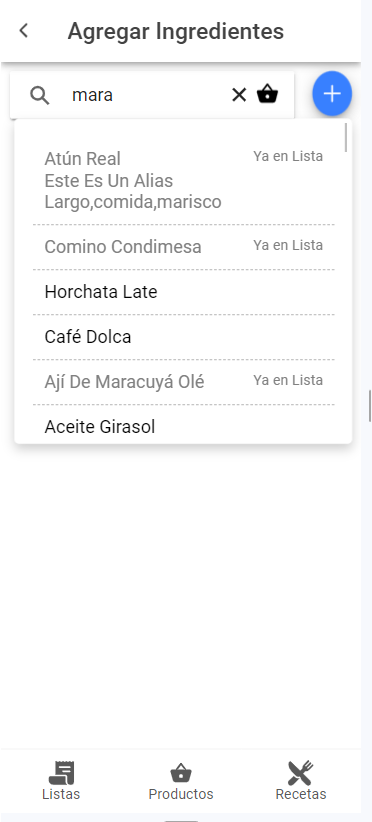 Agregar Ingredientes
mara
Atún Real
Ya en Lista
Este Es Un Alias
Largo,comida,marisco
Comino Condimesa
Ya en Lista
Horchata Late
Café Dolca
Ají De Maracuyá Olé
Ya en Lista
Aceite Girasol
Listas
Productos
Recetas